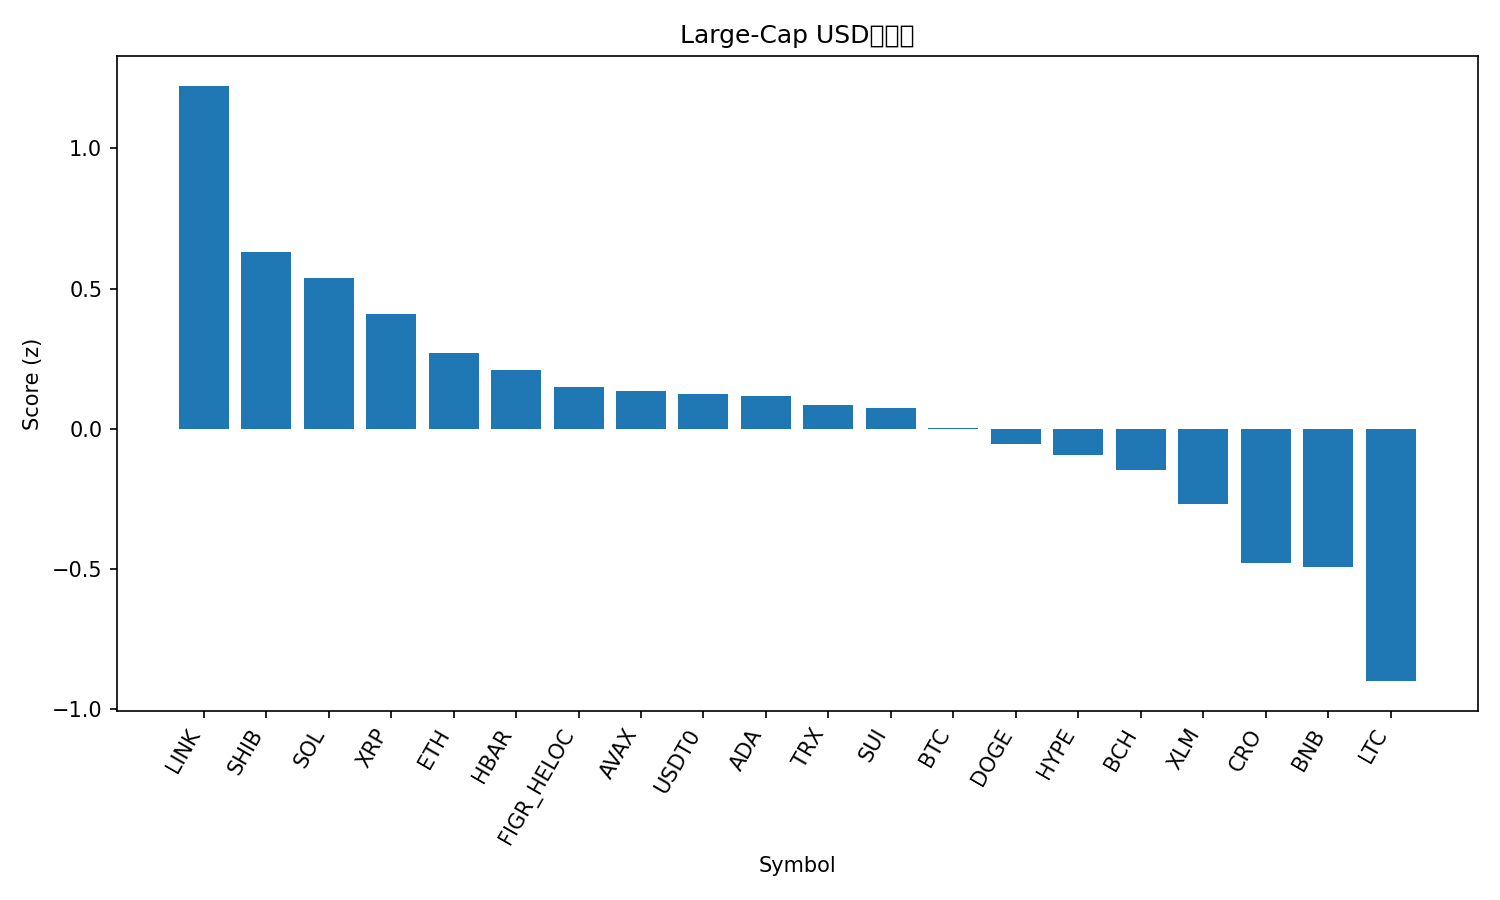 Large-Cap USD
1.0
0.5
0.0
−0.5
−1.0
Score (z)
LINK
SHIB
SOL
XRP
ETH
HBAR
FIGR_HELOC
AVAX
USDT0
ADA
TRX
SUI
BTC
DOGE
HYPE
BCH
XLM
CRO
BNB
LTC
Symbol